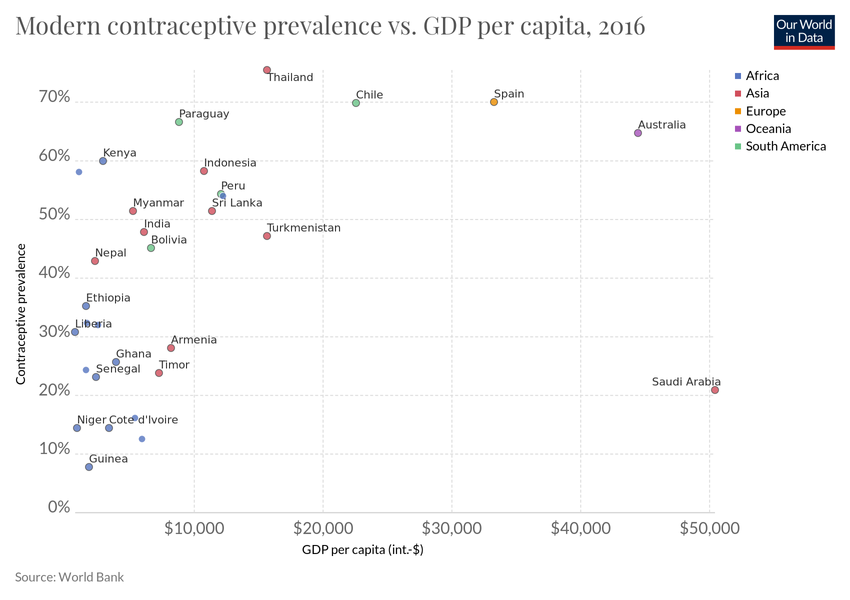 Modern contraceptive prevalence vs. GDP per capita, 2016
Our World
in Data
Africa
Asia
Europe
Oceania
South America
Contraceptive prevalence
70%
60%
50%
40%
30%
20%
10%
0%
Thailand
Chile
Spain
Paraguay
Australia
Kenya
Indonesia
Peru
Myanmar
Sri Lanka
India
Turkmenistan
Bolivia
Nepal
Ethiopia
Liberia
Armenia
Ghana
Timor
Senegal
Saudi Arabia
Niger
Cote d'Ivoire
Guinea
$10,000
$20,000
$30,000
$40,000
$50,000
GDP per capita (int.-$)
Source: World Bank